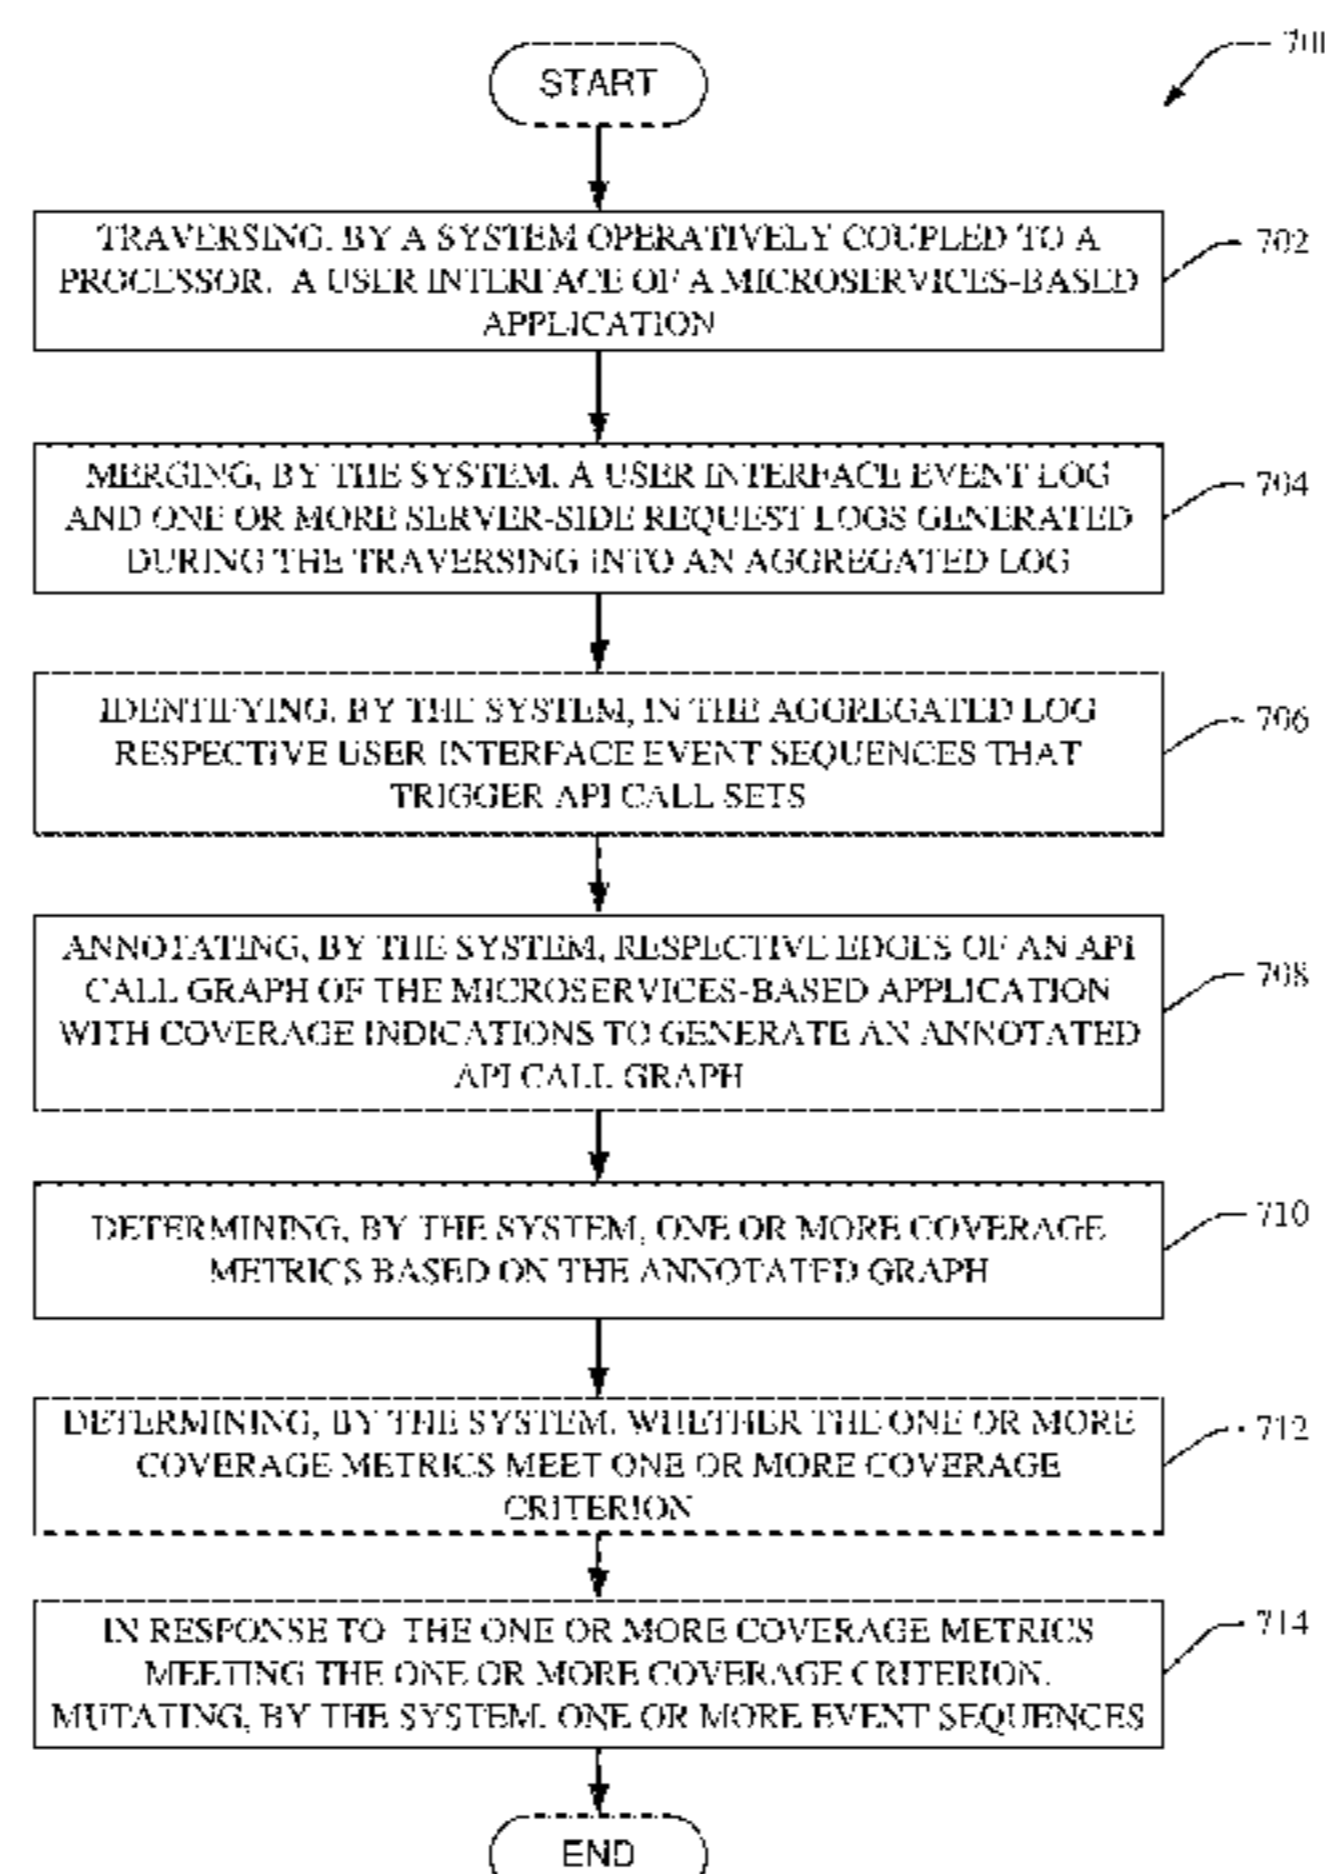 START
700
TRAVERSING, BY A SYSTEM OPERATIVELY COUPLED TO A
PROCESSOR, A USER INTERFACE OF A MICROSERVICES-BASED
APPLICATION
702
MERGING, BY THE SYSTEM, A USER INTERFACE EVENT LOG
AND ONE OR MORE SERVER-SIDE REQUEST LOGS GENERATED
DURING THE TRAVERSING INTO AN AGGREGATED LOG
704
IDENTIFYING, BY THE SYSTEM, IN THE AGGREGATED LOG
RESPECTIVE USER INTERFACE EVENT SEQUENCES THAT
TRIGGER API CALL SETS
706
ANNOTATING, BY THE SYSTEM, RESPECTIVE EDGES OF AN API
CALL GRAPH OF THE MICROSERVICES-BASED APPLICATION
WITH COVERAGE INDICATIONS TO GENERATE AN ANNOTATED
API CALL GRAPH
708
DETERMINING, BY THE SYSTEM, ONE OR MORE COVERAGE
METRICS BASED ON THE ANNOTATED GRAPH
710
DETERMINING, BY THE SYSTEM, WHETHER THE ONE OR MORE
COVERAGE METRICS MEET ONE OR MORE COVERAGE
CRITERION
712
IN RESPONSE TO THE ONE OR MORE COVERAGE METRICS
MEETING THE ONE OR MORE COVERAGE CRITERION,
MUTATING, BY THE SYSTEM, ONE OR MORE EVENT SEQUENCES
714
END